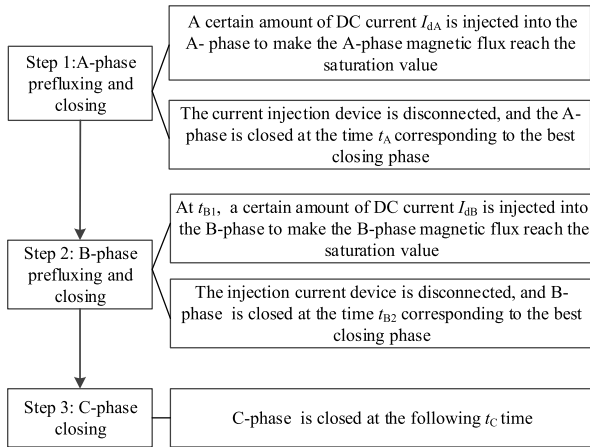 Step 1:A-phase
prefluxing and
closing
A certain amount of DC current IdA is injected into the
A- phase to make the A-phase magnetic flux reach the
saturation value
The current injection device is disconnected, and the A-
phase is closed at the time tA corresponding to the best
closing phase
Step 2: B-phase
prefluxing and
closing
At tB1, a certain amount of DC current IdB is injected into
the B-phase to make the B-phase magnetic flux reach the
saturation value
The injection current device is disconnected, and B-
phase is closed at the time tB2 corresponding to the best
closing phase
Step 3: C-phase
closing
C-phase is closed at the following tC time